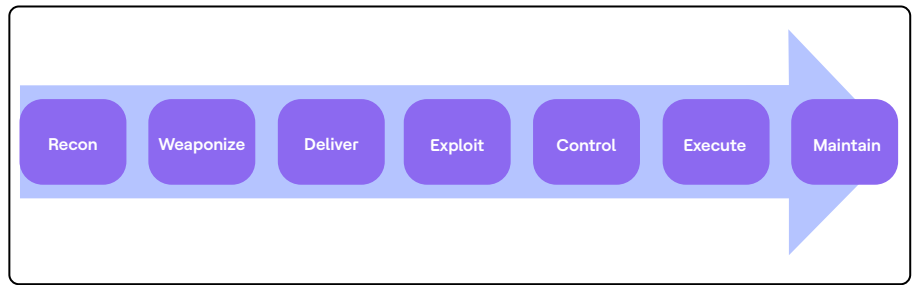 Recon
Weaponize
Deliver
Exploit
Control
Execute
Maintain